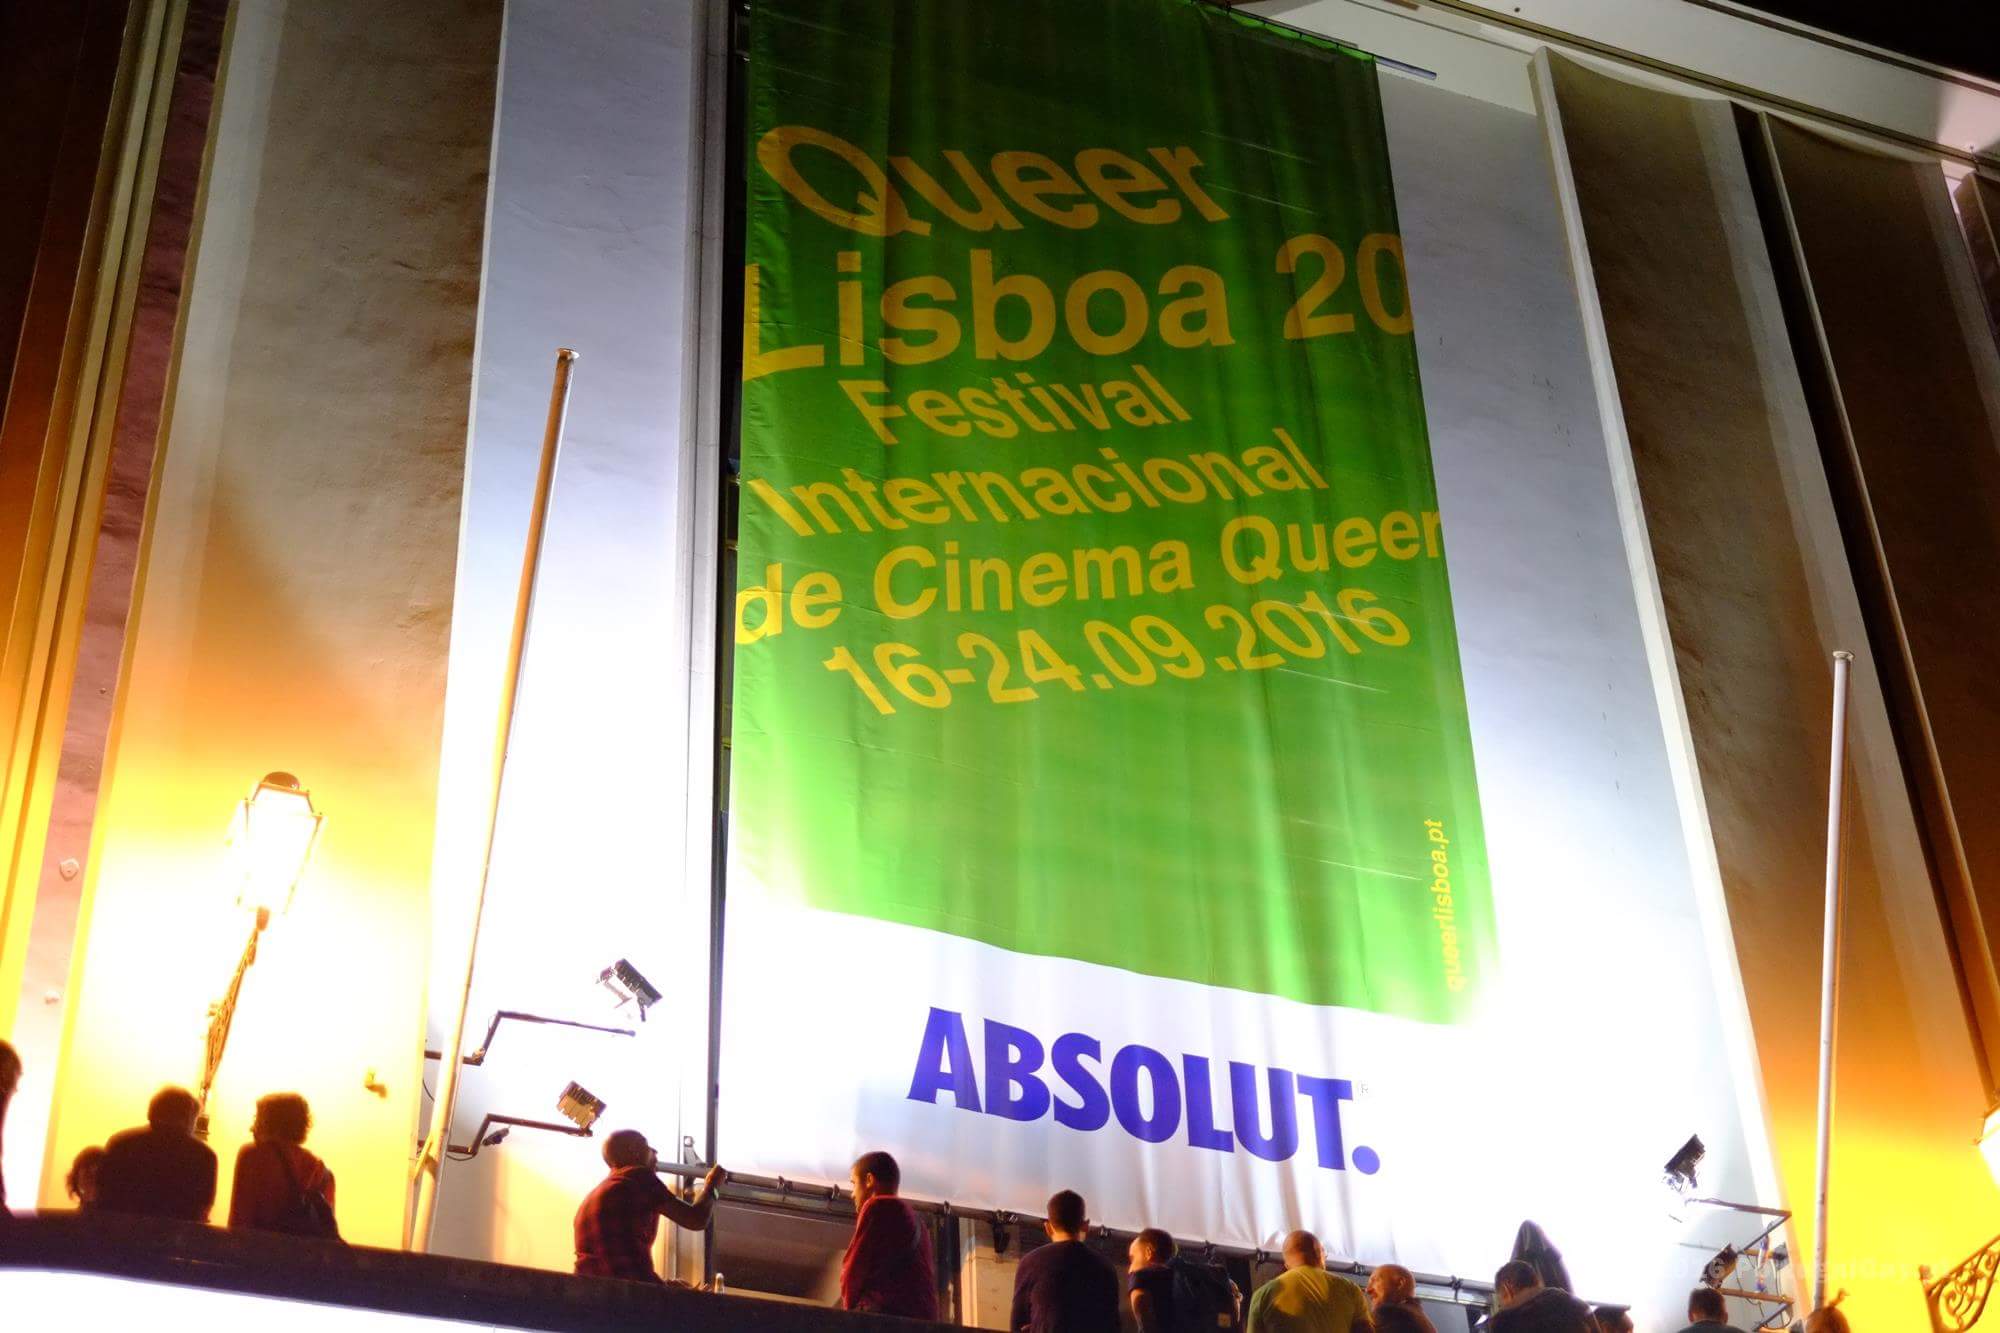 Queer
Lisboa 20
Festival
Internacional
de Cinema Queer
16-24.09.2016
queerlisboa.pt
ABSOLUT.